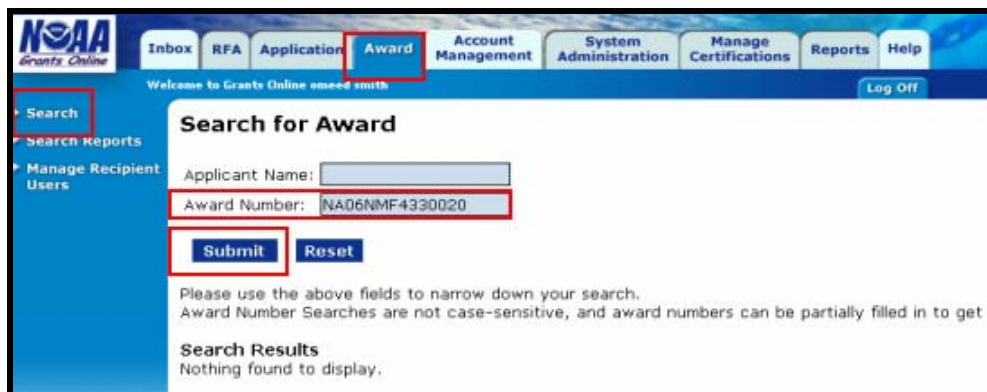 NOAA
Grants Online
Inbox RFA Application Award Account Management System Administration Manage Certifications Reports Help
Welcome to Grants Online omeed smith
Log Off
Search
Search Reports
Manage Recipient
Users
Search for Award
Applicant Name:
Award Number: NA06NMF4330020
Submit Reset
Please use the above fields to narrow down your search.
Award Number Searches are not case-sensitive, and award numbers can be partially filled in to get
Search Results
Nothing found to display.